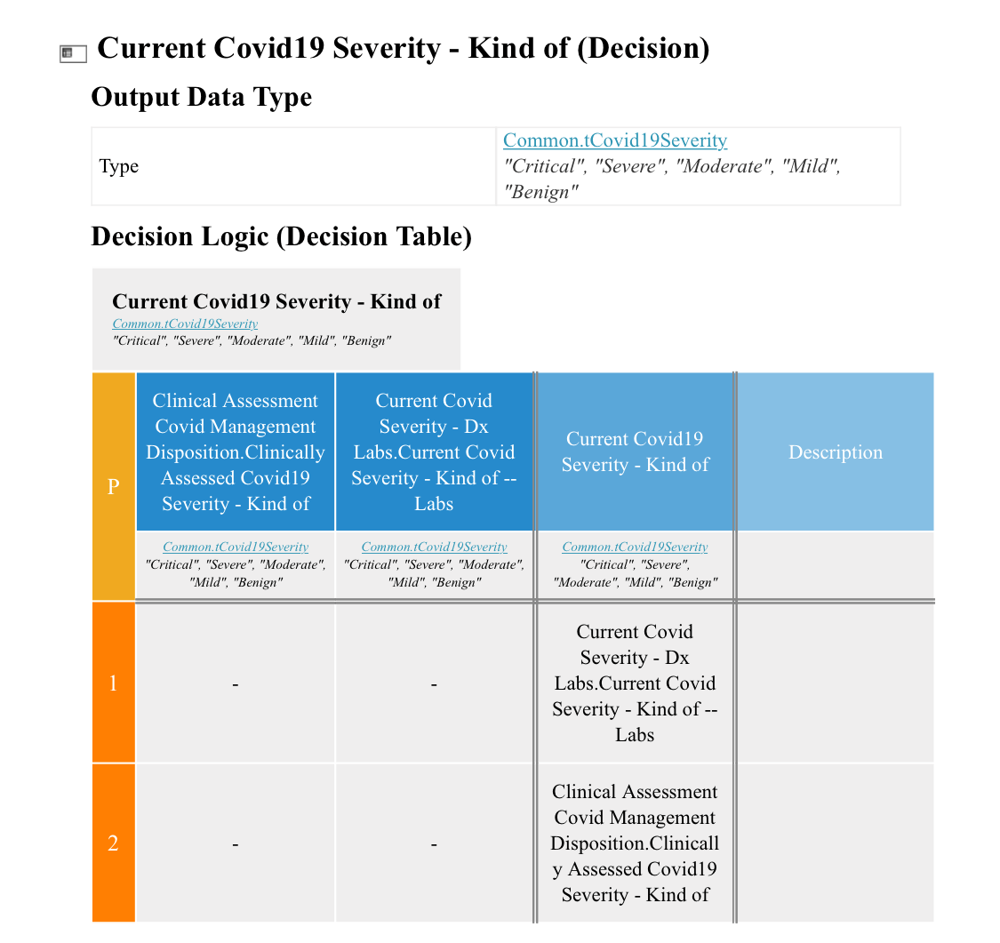 Current Covid19 Severity - Kind of (Decision)
Output Data Type
Type
Common.tCovid19Severity
"Critical", "Severe", "Moderate", "Mild",
"Benign"
Decision Logic (Decision Table)
Current Covid19 Severity - Kind of
Common.tCovid19Severity
"Critical", "Severe", "Moderate", "Mild", "Benign"
P
Clinical Assessment
Covid Management
Disposition.Clinically
Assessed Covid19
Severity - Kind of
Current Covid
Severity - Dx
Labs.Current Covid
Severity - Kind of --
Labs
Current Covid19
Severity - Kind of
Description
Common.tCovid19Severity
"Critical", "Severe", "Moderate",
"Mild", "Benign"
Common.tCovid19Severity
"Critical", "Severe", "Moderate",
"Mild", "Benign"
Common.tCovid19Severity
"Critical", "Severe",
"Moderate", "Mild", "Benign"
1
-
-
Current Covid
Severity - Dx
Labs.Current Covid
Severity - Kind of --
Labs
2
-
-
Clinical Assessment
Covid Management
Disposition.Clinicall
y Assessed Covid19
Severity - Kind of